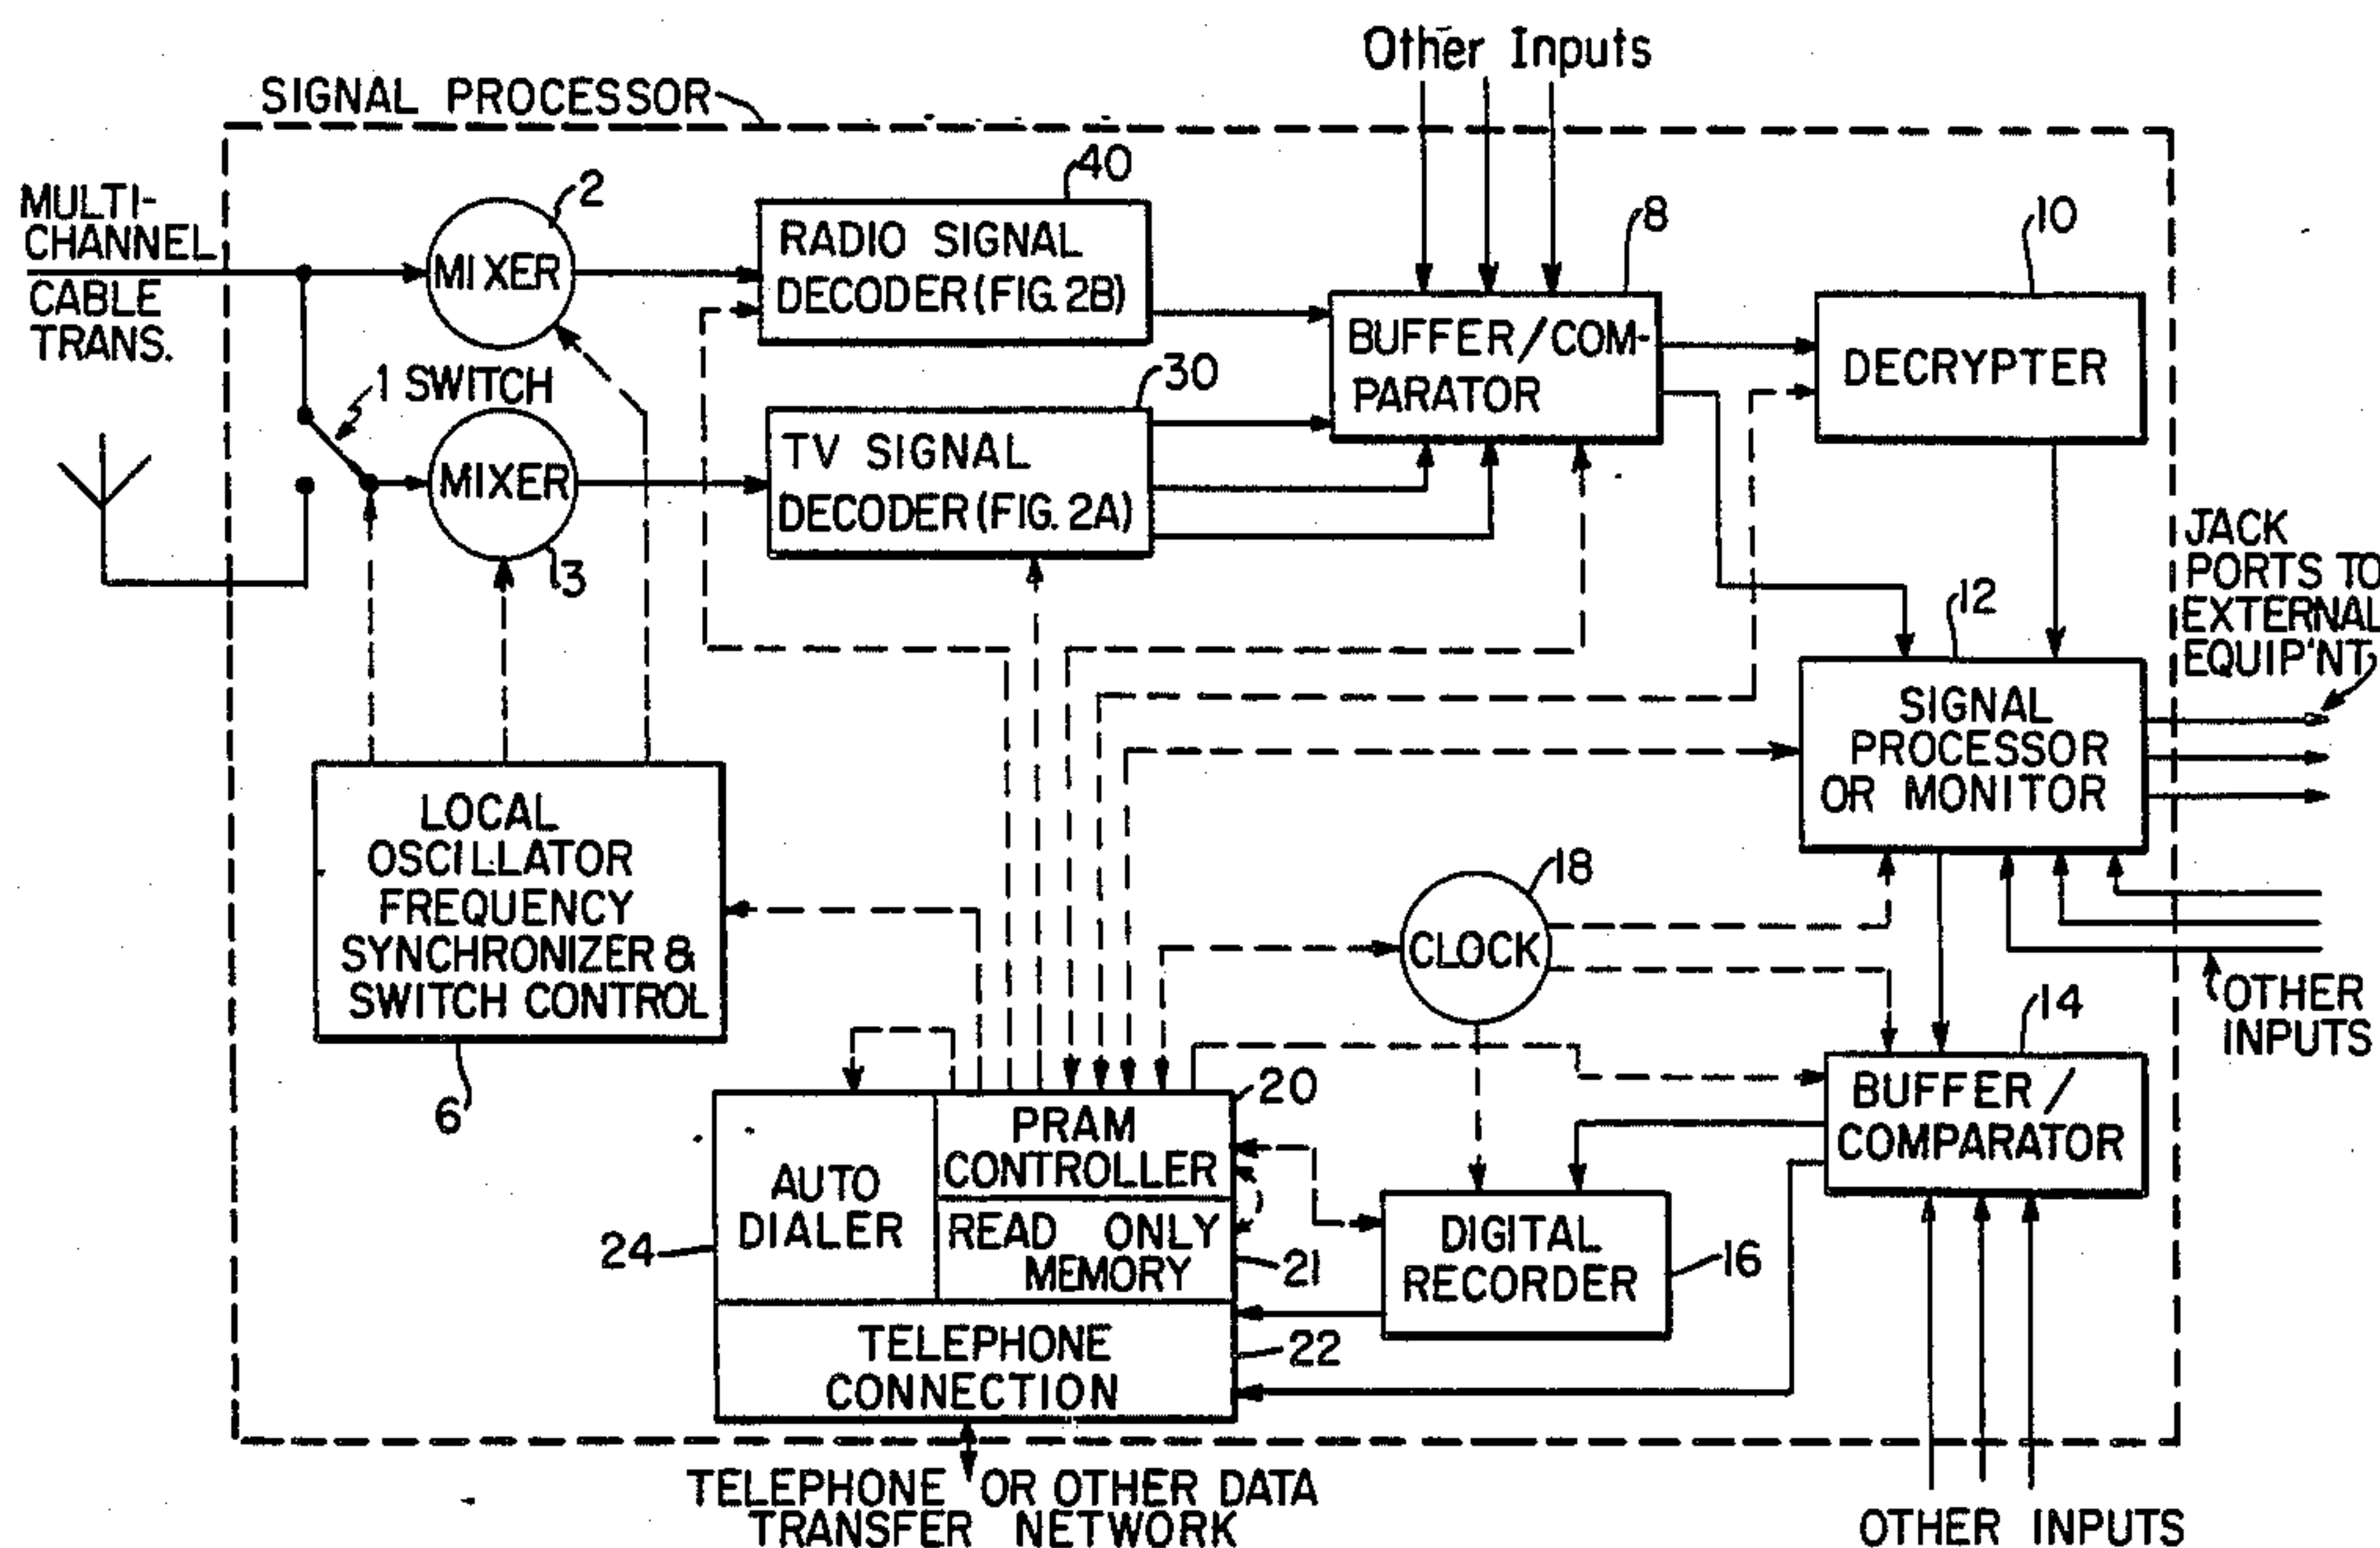 Other Inputs
SIGNAL PROCESSOR
MULTI-
CHANNEL
CABLE
TRANS.
2
MIXER
40
RADIO SIGNAL
DECODER (FIG. 2B)
8
BUFFER/COM-
PARATOR
10
DECRYPTER
1 SWITCH
MIXER
3
30
TV SIGNAL
DECODER (FIG. 2A)
JACK
PORTS TO
EXTERNAL
EQUIP'NT
12
SIGNAL
PROCESSOR
OR MONITOR
LOCAL
OSCILLATOR
FREQUENCY
SYNCHRONIZER &
SWITCH CONTROL
6
18
CLOCK
OTHER
INPUTS
14
BUFFER/
COMPARATOR
20
PRAM
CONTROLLER
AUTO
DIALER
24
READ ONLY
MEMORY
21
DIGITAL
RECORDER
16
TELEPHONE
CONNECTION
22
TELEPHONE OR OTHER DATA
TRANSFER NETWORK
OTHER INPUTS